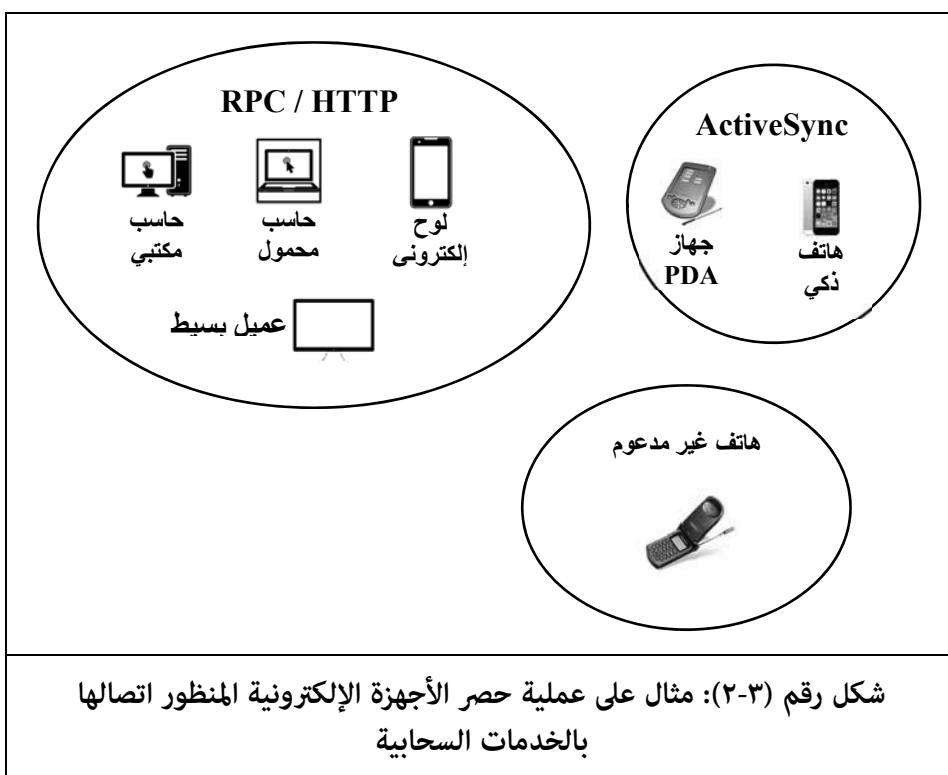 RPC / HTTP
حاسب
مكتبي
حاسب
محمول
لوح
إلكترونى
عميل بسيط
ActiveSync
جهاز
PDA
هاتف
ذكي
هاتف غير مدعوم
شكل رقم (٣-٢): مثال على عملية حصر الأجهزة الإلكترونية المنظور اتصالها
بالخدمات السحابية